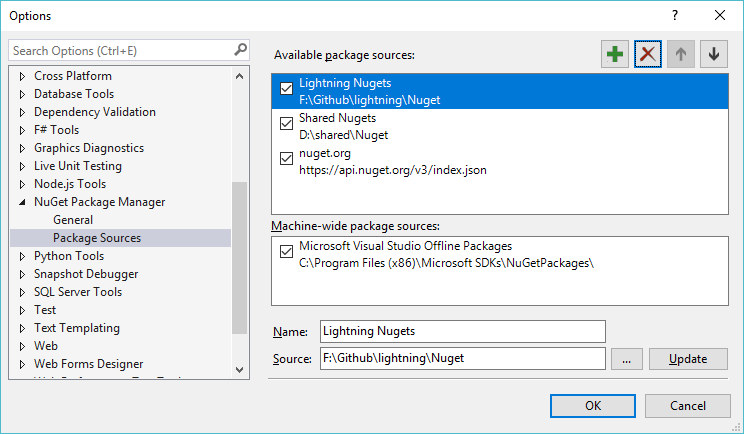 Options
Search Options (Ctrl+E)
Cross Platform
Database Tools
Dependency Validation
F# Tools
Graphics Diagnostics
Live Unit Testing
Node.js Tools
NuGet Package Manager
General
Package Sources
Python Tools
Snapshot Debugger
SQL Server Tools
Test
Text Templating
Web
Web Forms Designer
Available package sources:
Lightning Nugets
F:\Github\lightning\Nuget
Shared Nugets
D:\shared\Nuget
nuget.org
https://api.nuget.org/v3/index.json
Machine-wide package sources:
Microsoft Visual Studio Offline Packages
C:\Program Files (x86)\Microsoft SDKs\NuGetPackages\
Name: Lightning Nugets
Source: F:\Github\lightning\Nuget ... Update
OK Cancel